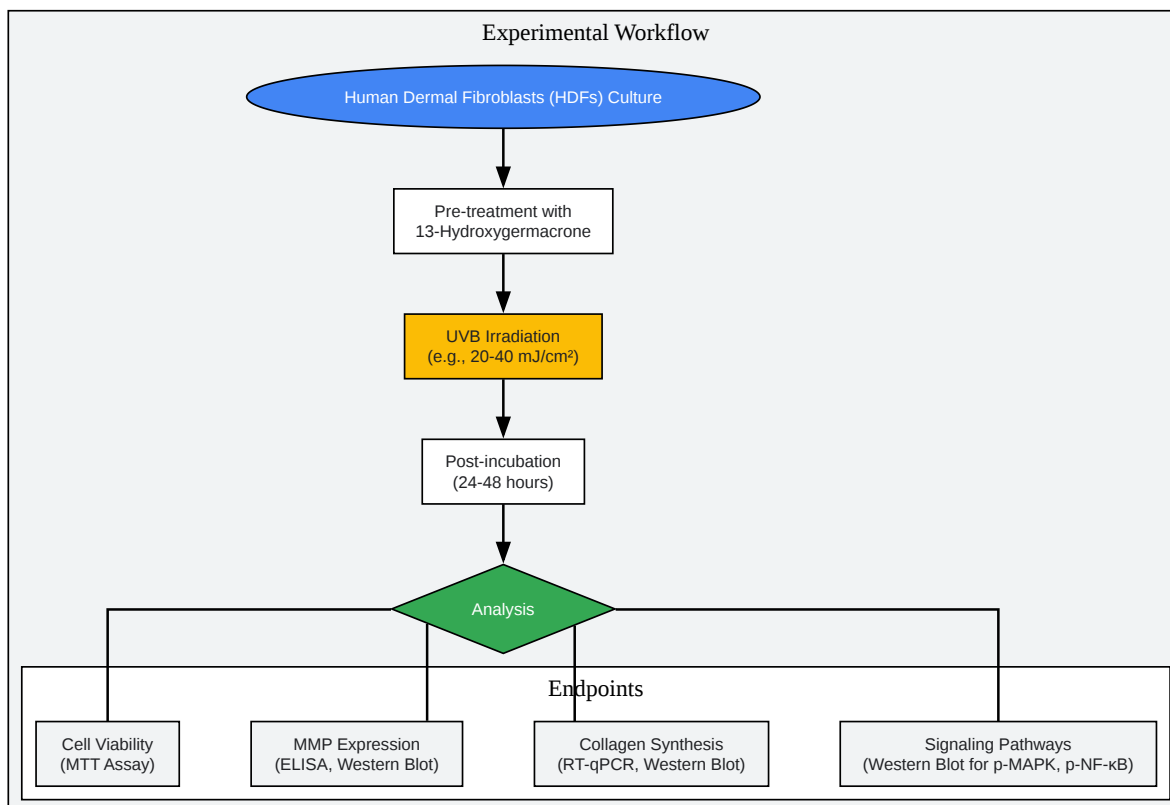 Experimental Workflow
Human Dermal Fibroblasts (HDFs) Culture
Pre-treatment with
13-Hydroxygermacrone
UVB Irradiation
(e.g., 20-40 mJ/cm²)
Post-incubation
(24-48 hours)
Analysis
Endpoints
Cell Viability
(MTT Assay)
MMP Expression
(ELISA, Western Blot)
Collagen Synthesis
(RT-qPCR, Western Blot)
Signaling Pathways
(Western Blot for p-MAPK, p-NF-κB)